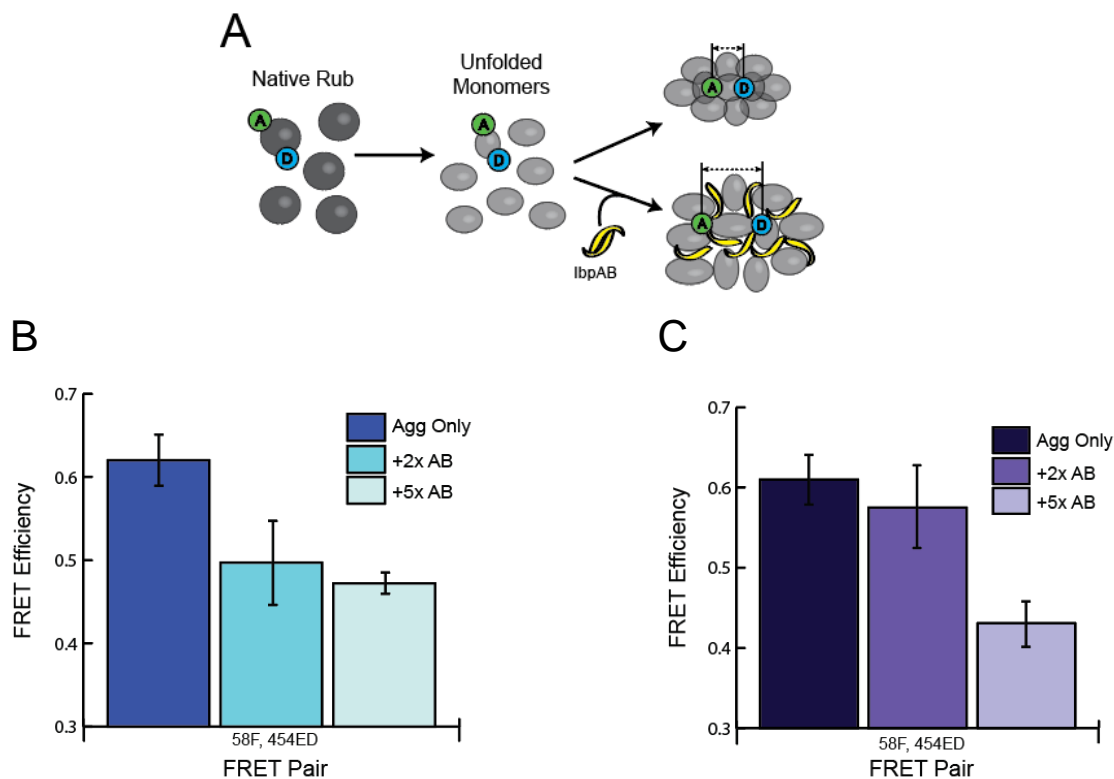 A
Native Rub
Unfolded
Monomers
A
D
A
D
A
D
A
D
IbpAB
B
0.7
0.6
0.5
0.4
0.3
FRET Efficiency
Agg Only
+2x AB
+5x AB
58F, 454ED
FRET Pair
C
0.7
0.6
0.5
0.4
0.3
FRET Efficiency
Agg Only
+2x AB
+5x AB
58F, 454ED
FRET Pair